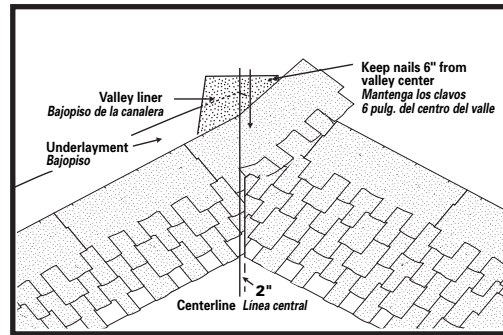 Keep nails 6" from
valley center
Mantenga los clavos
6 pulg. del centro del valle
Valley liner
Bajopiso de la canalera
Underlayment
Bajopiso
2"
Centerline Línea central